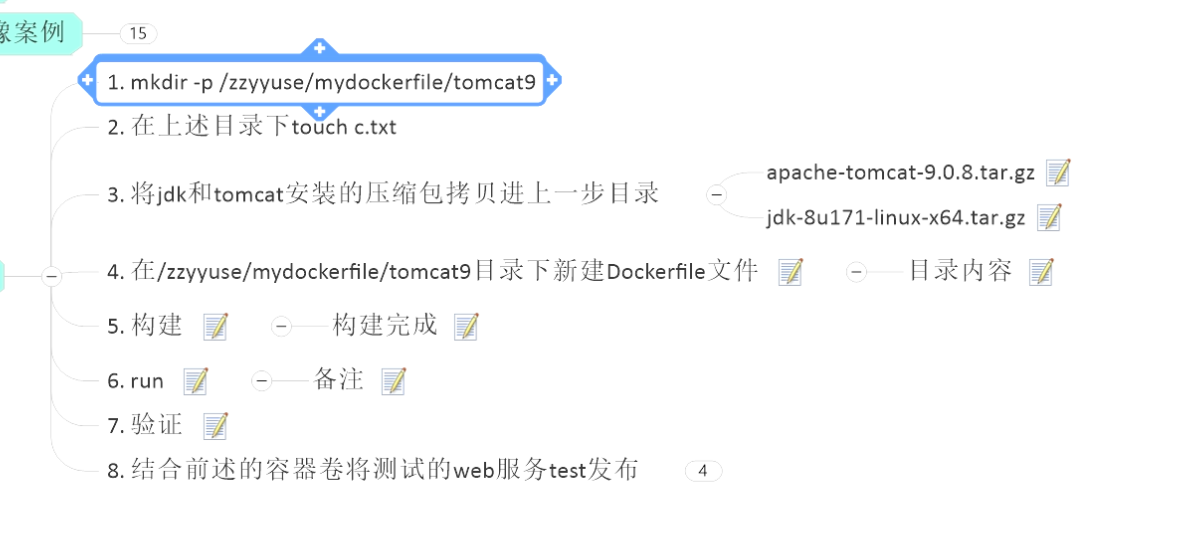 像案例
15
1. mkdir -p /zzyyuse/mydockerfile/tomcat9
2. 在上述目录下touch c.txt
3. 将jdk和tomcat安装的压缩包拷贝进上一步目录
apache-tomcat-9.0.8.tar.gz
jdk-8u171-linux-x64.tar.gz
4. 在/zzyyuse/mydockerfile/tomcat9目录下新建Dockerfile文件
目录内容
5. 构建
构建完成
6. run
备注
7. 验证
8. 结合前述的容器卷将测试的web服务test发布
4